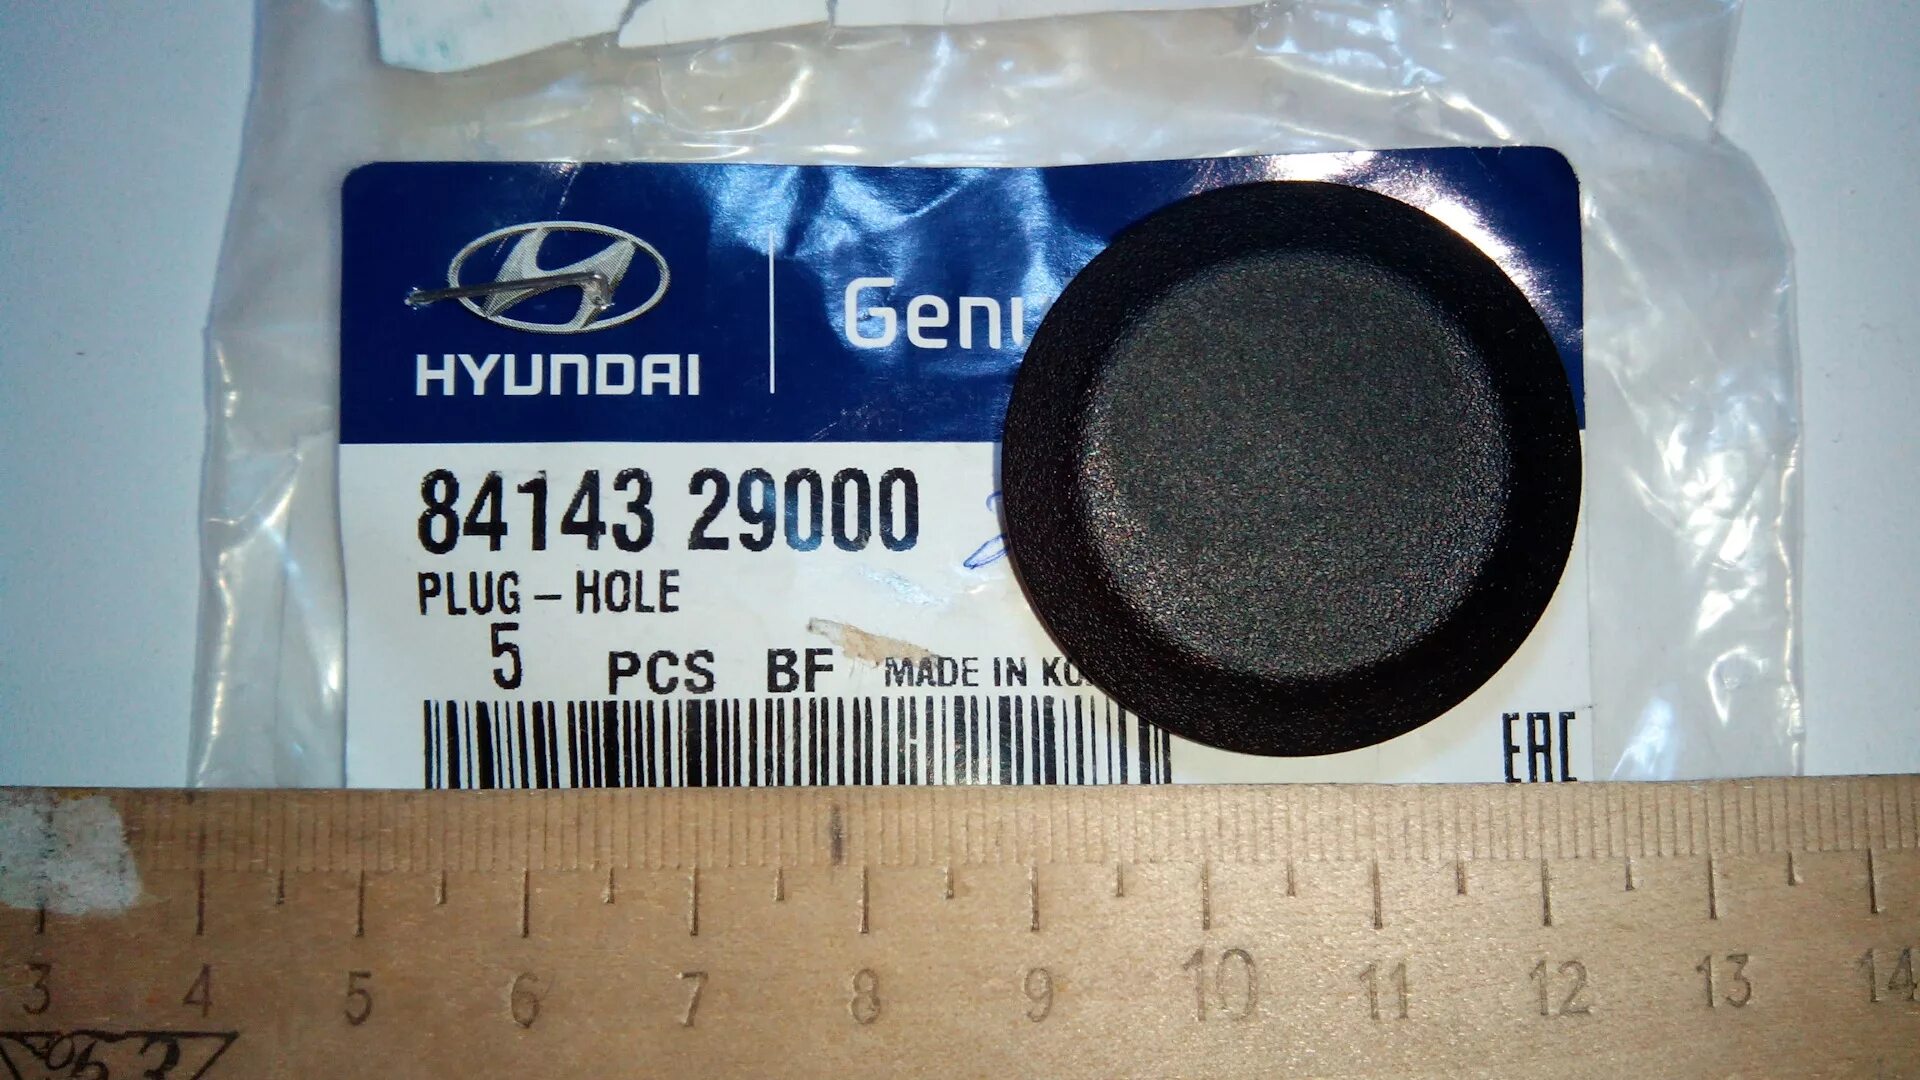 HYUNDAI
Genu
84143 29000
PLUG - HOLE
5 PCS BF MADE IN KO
EAC
3 4 5 6 7 8 9 10 11 12 13 14